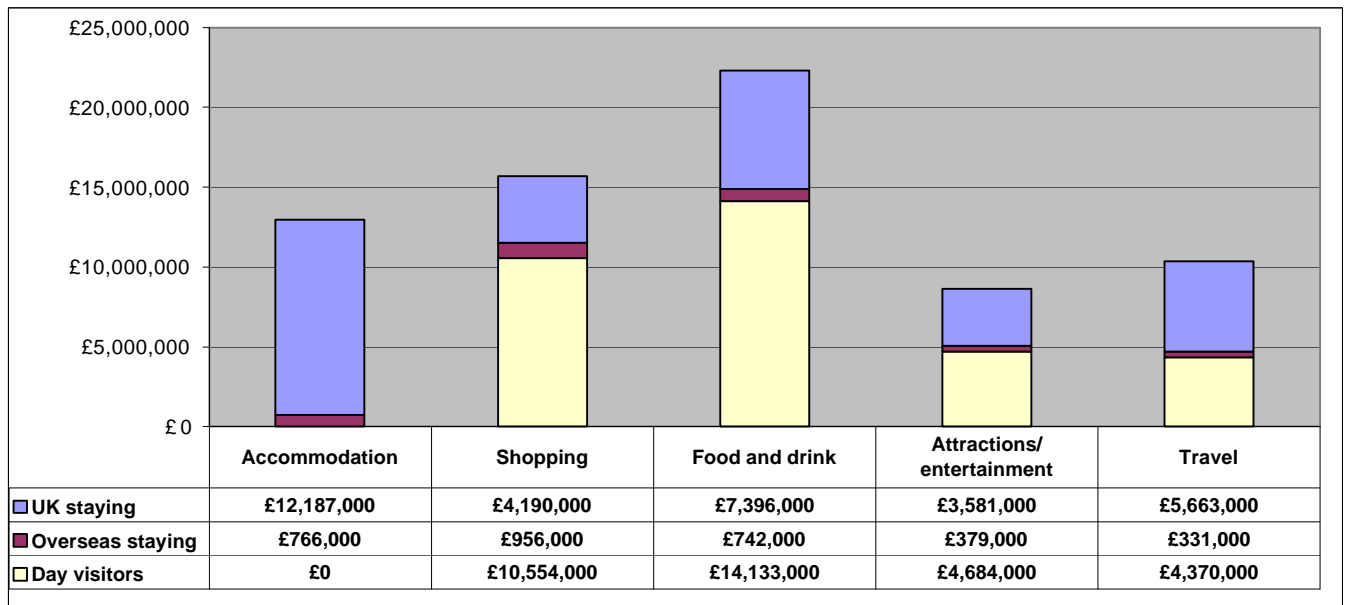 £25,000,000
£20,000,000
£15,000,000
£10,000,000
£5,000,000
£0
Accommodation Shopping Food and drink Attractions/ entertainment Travel
UK staying £12,187,000 £4,190,000 £7,396,000 £3,581,000 £5,663,000
Overseas staying £766,000 £956,000 £742,000 £379,000 £331,000
Day visitors £0 £10,554,000 £14,133,000 £4,684,000 £4,370,000